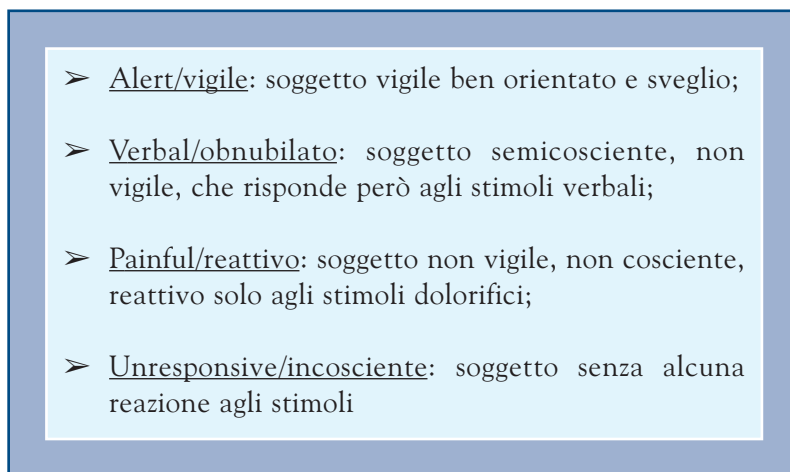 ➢ Alert/vigile: soggetto vigile ben orientato e sveglio;
➢ Verbal/obnubilato: soggetto semicosciente, non
vigile, che risponde però agli stimoli verbali;
➢ Painful/reattivo: soggetto non vigile, non cosciente,
reattivo solo agli stimoli dolorifici;
➢ Unresponsive/incosciente: soggetto senza alcuna
reazione agli stimoli